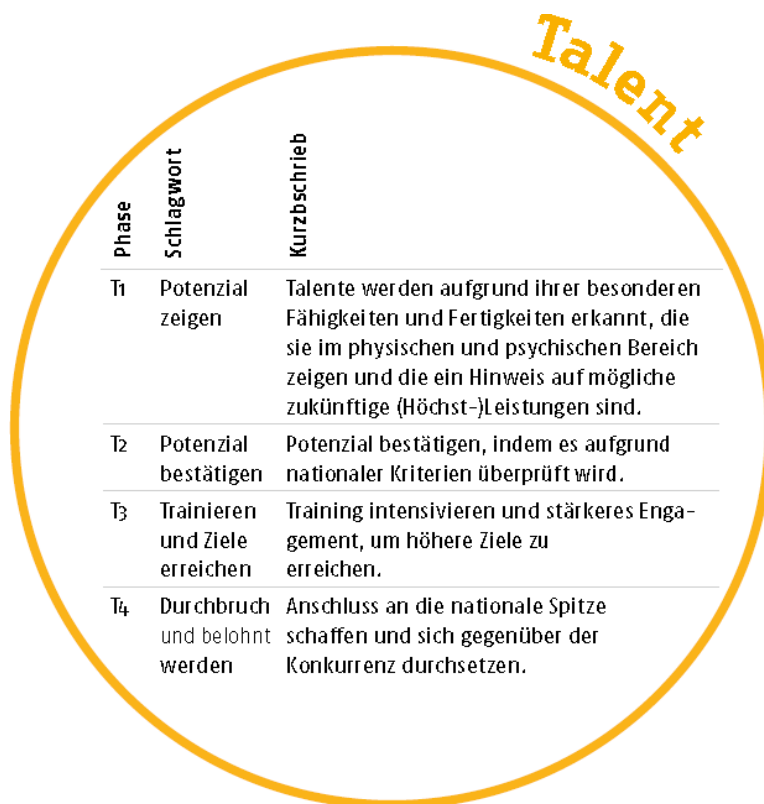 Talent
Phase
Schlagwort
Kurzbschrieb
T1 Potenzial Talente werden aufgrund ihrer besonderen
zeigen Fähigkeiten und Fertigkeiten erkannt, die
sie im physischen und psychischen Bereich
zeigen und die ein Hinweis auf mögliche
zukünftige (Höchst-)Leistungen sind.
T2 Potenzial Potenzial bestätigen, indem es aufgrund
bestätigen nationaler Kriterien überprüft wird.
T3 Trainieren Training intensivieren und stärkeres Enga-
und Ziele gement, um höhere Ziele zu
erreichen erreichen.
T4 Durchbruch Anschluss an die nationale Spitze
und belohnt schaffen und sich gegenüber der
werden Konkurrenz durchsetzen.